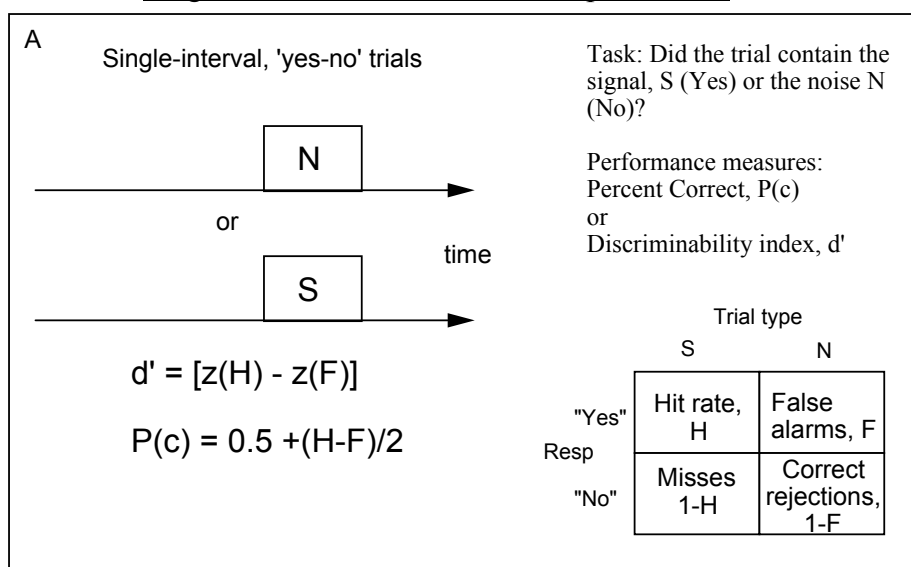 A
Single-interval, 'yes-no' trials
N
or
time
S
d' = [z(H) - z(F)]
P(c) = 0.5 +(H-F)/2
Task: Did the trial contain the
signal, S (Yes) or the noise N
(No)?
Performance measures:
Percent Correct, P(c)
or
Discriminability index, d'
Trial type
S N
"Yes" Hit rate, H
False alarms, F
Resp
"No" Misses 1-H
Correct rejections, 1-F